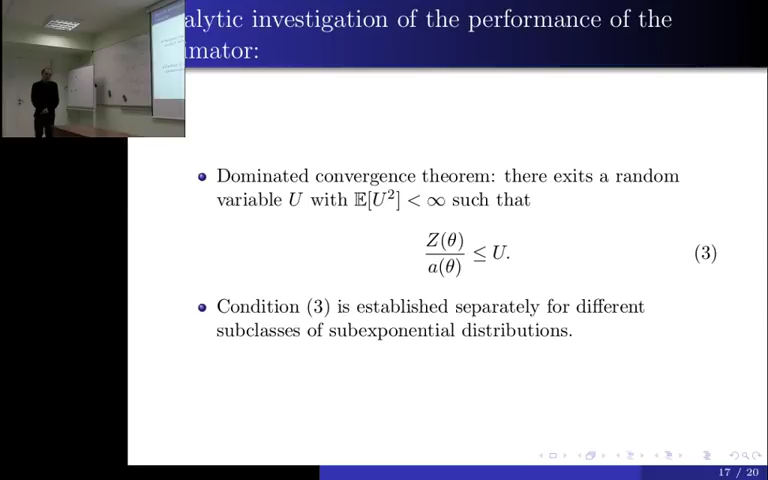 alytic investigation of the performance of the
mator:
Dominated convergence theorem: there exits a random
variable U with 𝔼[U²] < ∞ such that
Z(θ)/a(θ) ≤ U. (3)
Condition (3) is established separately for different
subclasses of subexponential distributions.
17 / 20